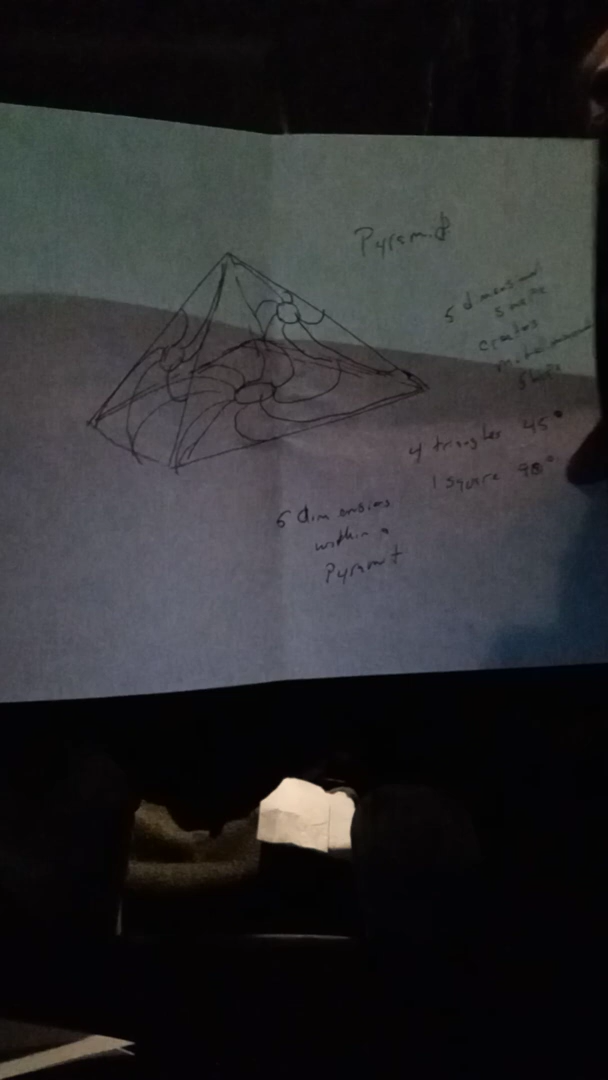 Pyramid
5 dimensional
shape
creates
shape
4 triangles 45°
1 square 90°
5 dimensions
within a
Pyramid